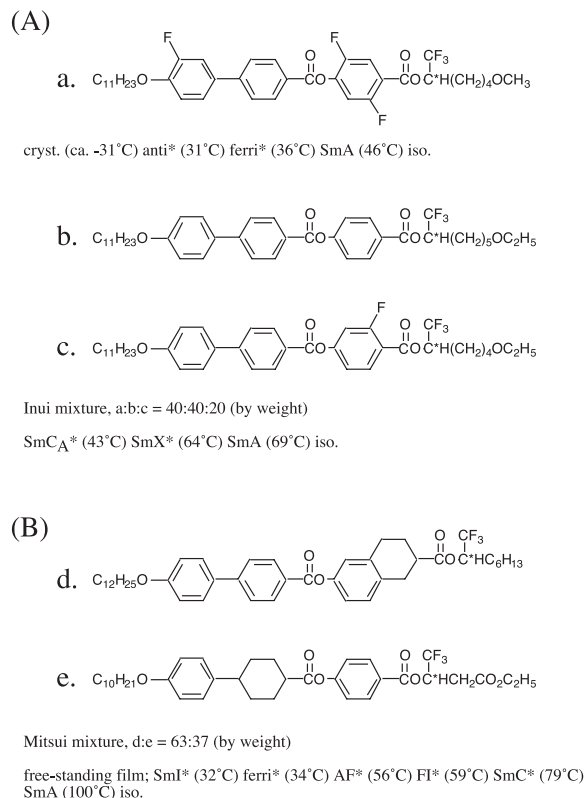 (A)
a.
C₁₁H₂₃O F O CO F F O COC*H(CH₂)₄OCH₃ CF₃
cryst. (ca. -31˚C) anti* (31˚C) ferri* (36˚C) SmA (46˚C) iso.
b.
C₁₁H₂₃O O CO O COC*H(CH₂)₅OC₂H₅ CF₃
c.
C₁₁H₂₃O O CO F O COC*H(CH₂)₄OC₂H₅ CF₃
Inui mixture, a:b:c = 40:40:20 (by weight)
SmC_A* (43˚C) SmX* (64˚C) SmA (69˚C) iso.
(B)
d.
C₁₂H₂₅O O CO O COC*HC₆H₁₃ CF₃
e.
C₁₀H₂₁O O CO O COC*HCH₂CO₂C₂H₅ CF₃
Mitsui mixture, d:e = 63:37 (by weight)
free-standing film; SmI* (32˚C) ferri* (34˚C) AF* (56˚C) FI* (59˚C) SmC* (79˚C)
SmA (100˚C) iso.